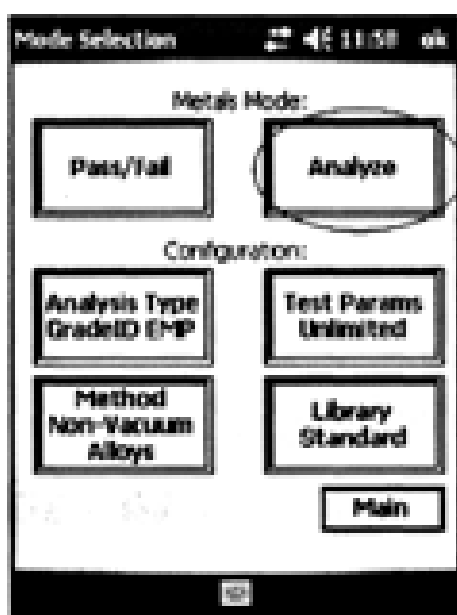 Mode Selection 11:58 ok
Metals Mode:
Pass/Fail
Analyze
Configuration:
Analysis Type
GradeID EMP
Test Params
Unlimited
Method
Non-Vacuum
Alloys
Library
Standard
Main